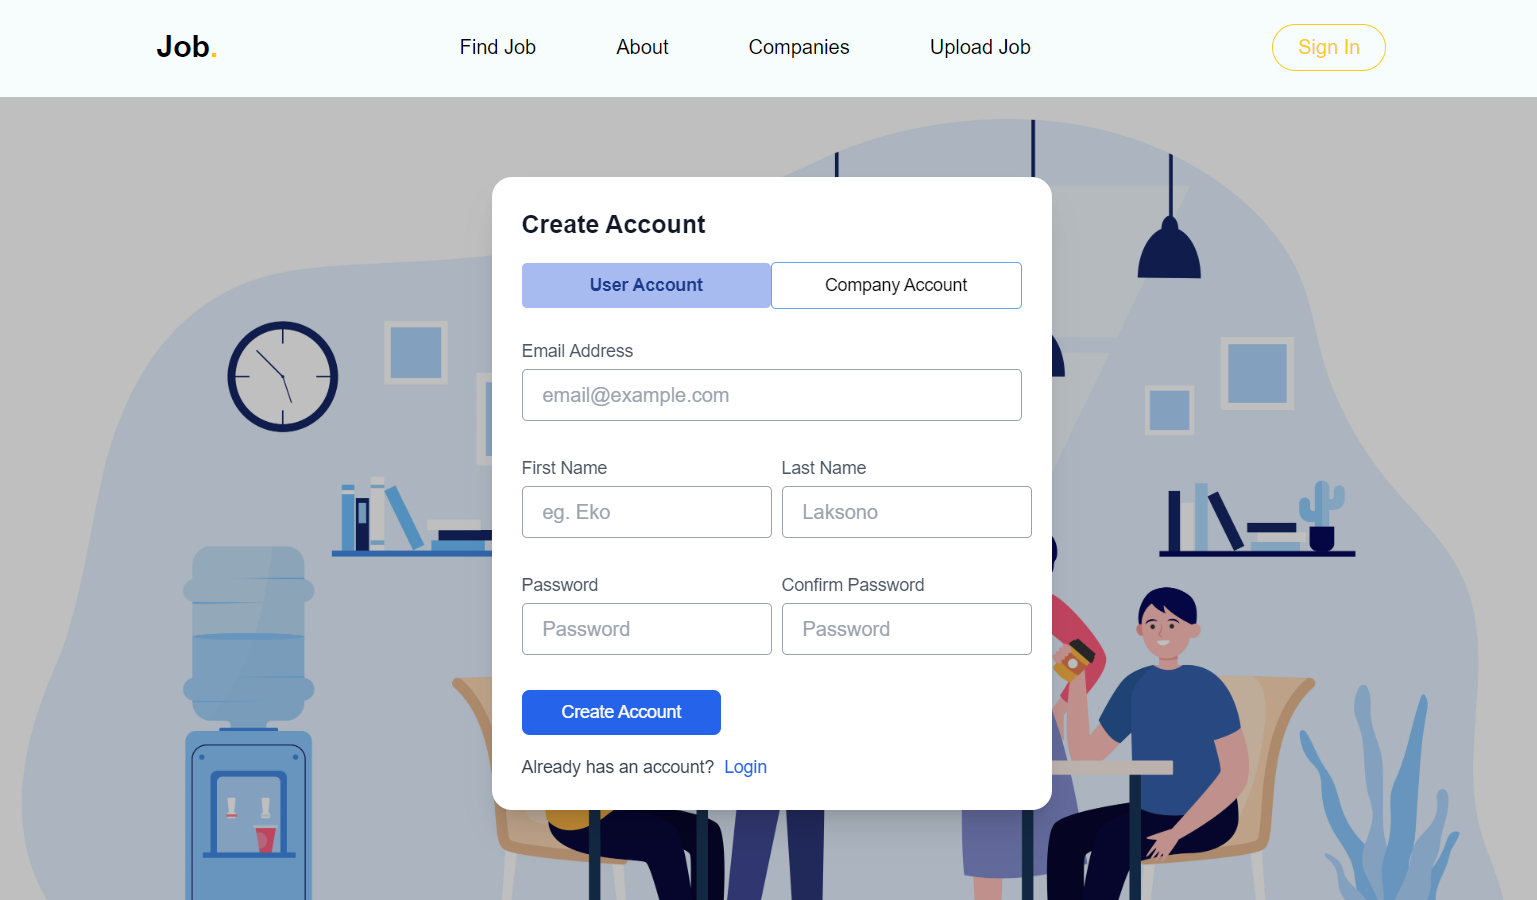 Job.
Find Job About Companies Upload Job
Sign In
Create Account
User Account Company Account
Email Address
email@example.com
First Name Last Name
eg. Eko Laksono
Password Confirm Password
Password Password
Create Account
Already has an account? Login